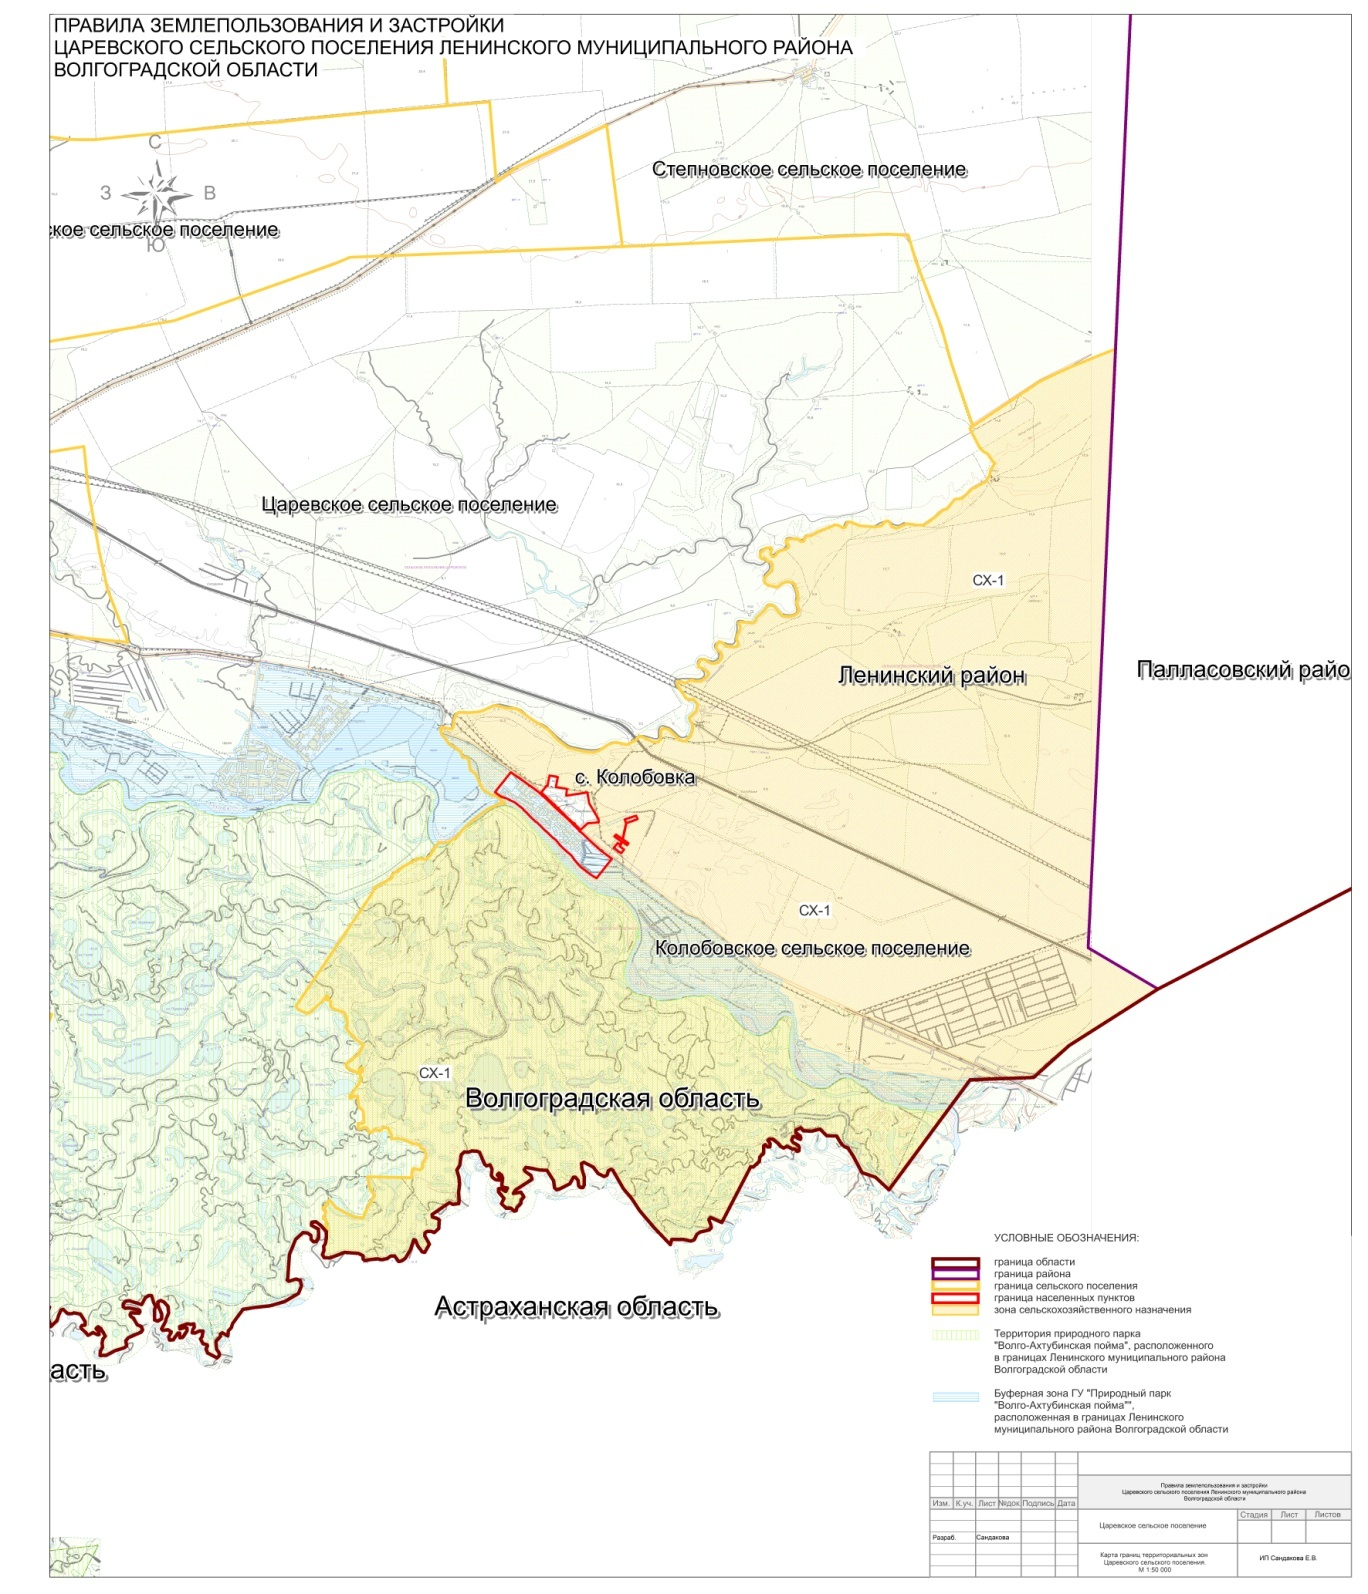 ПРАВИЛА ЗЕМЛЕПОЛЬЗОВАНИЯ И ЗАСТРОЙКИ
ЦАРЕВСКОГО СЕЛЬСКОГО ПОСЕЛЕНИЯ ЛЕНИНСКОГО МУНИЦИПАЛЬНОГО РАЙОНА
ВОЛГОГРАДСКОЙ ОБЛАСТИ
С
З
В
Ю
Степновское сельское поселение
ское сельское поселение
Царевское сельское поселение
СХ-1
Ленинский район
Палласовский райо
с. Колобовка
СХ-1
Колобовское сельское поселение
СХ-1
Волгоградская область
Астраханская область
асть
УСЛОВНЫЕ ОБОЗНАЧЕНИЯ:
граница области
граница района
граница сельского поселения
граница населенных пунктов
зона сельскохозяйственного назначения
Территория природного парка
"Волго-Ахтубинская пойма", расположенного
в границах Ленинского муниципального района
Волгоградской области
Буферная зона ГУ "Природный парк
"Волго-Ахтубинская пойма"",
расположенная в границах Ленинского
муниципального района Волгоградской области
Правила землепользования и застройки
Царевского сельского поселения Ленинского муниципального района
Волгоградской области
Изм. К.уч. Лист №док Подпись Дата
Царевское сельское поселение
Стадия Лист Листов
Разраб. Сандакова
Карта границ территориальных зон
Царевского сельского поселения.
М 1:50 000
ИП Сандакова Е.В.